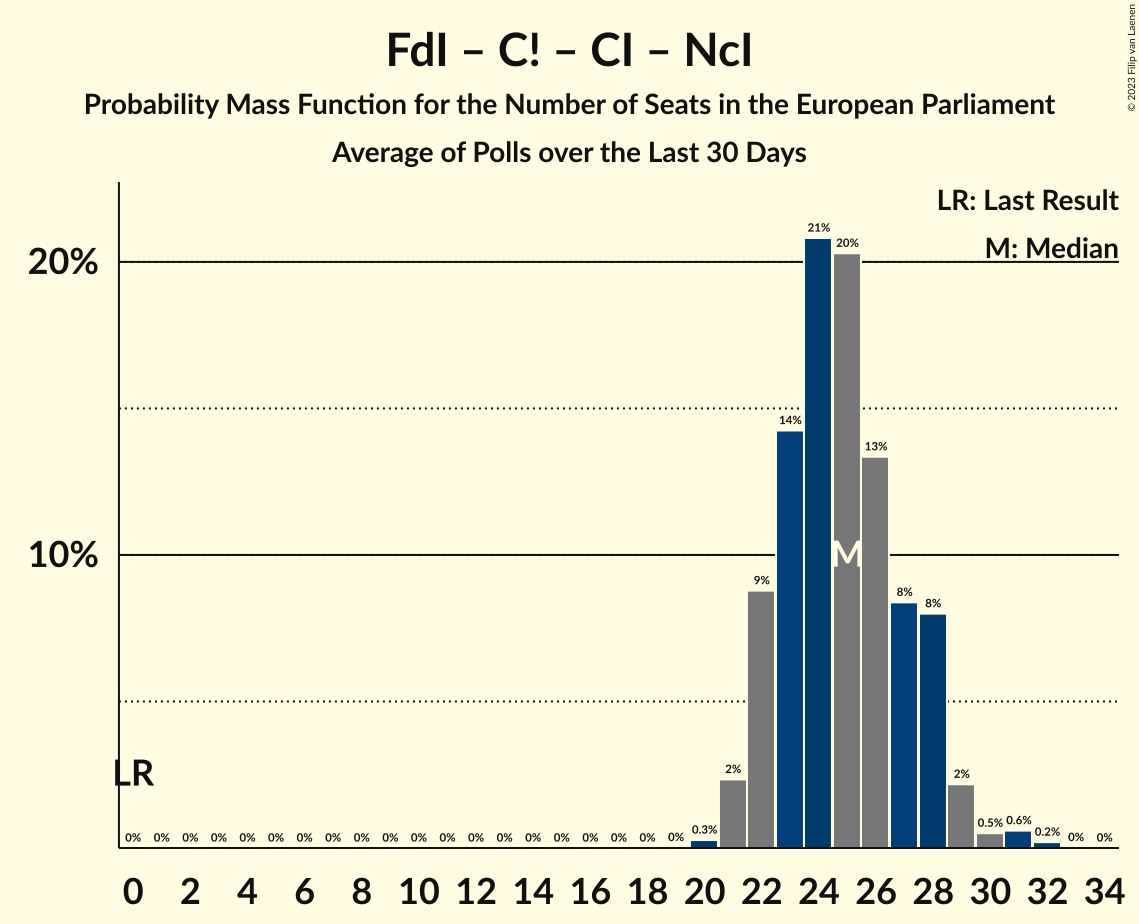 FdI – C! – CI – NcI
Probability Mass Function for the Number of Seats in the European Parliament
Average of Polls over the Last 30 Days
© 2023 Filip van Laenen
LR: Last Result
M: Median
20%
10%
21%
20%
14%
13%
9%
8%
8%
2%
2%
0.3%
0.5%
0.6%
0.2%
M
LR
0% 0% 0% 0% 0% 0% 0% 0% 0% 0% 0% 0% 0% 0% 0% 0% 0% 0% 0% 0% 0% 0%
0 2 4 6 8 10 12 14 16 18 20 22 24 26 28 30 32 34